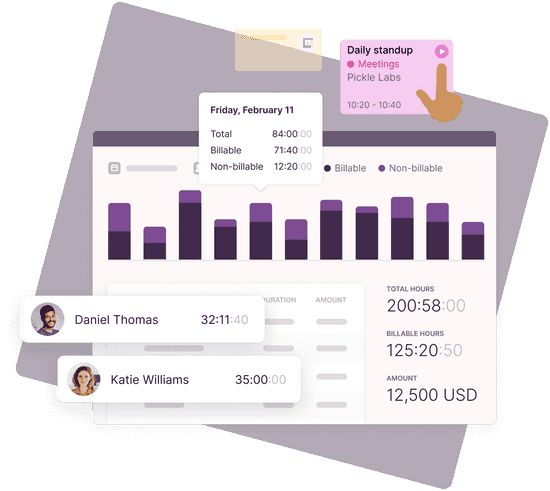 Daily standup
Meetings
Pickle Labs
10:20 - 10:40
Friday, February 11
Total 84:00:00
Billable 71:40:00
Non-billable 12:20:00
Billable Non-billable
DURATION AMOUNT
TOTAL HOURS
200:58:00
BILLABLE HOURS
125:20:50
AMOUNT
12,500 USD
Daniel Thomas 32:11:40
Katie Williams 35:00:00